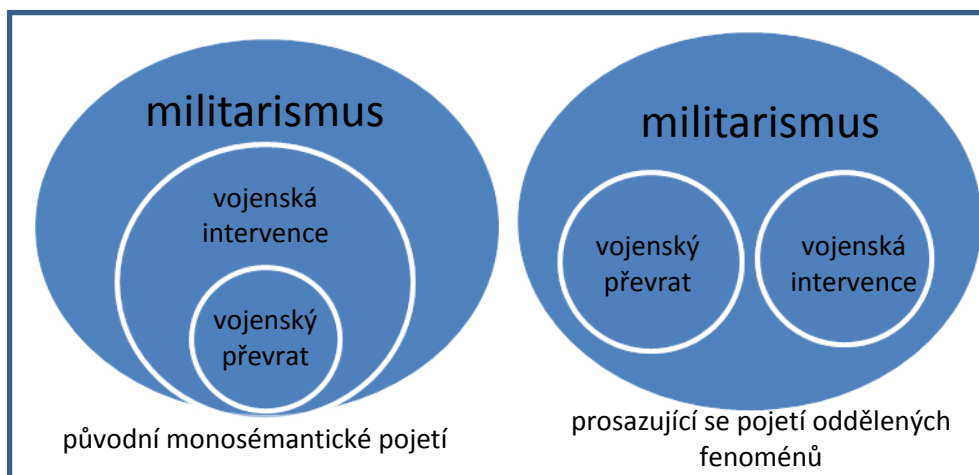 militarismus
vojenská
intervence
vojenský
převrat
původní monosémantické pojetí
militarismus
vojenský
převrat
vojenská
intervence
prosazující se pojetí oddělených
fenoménů